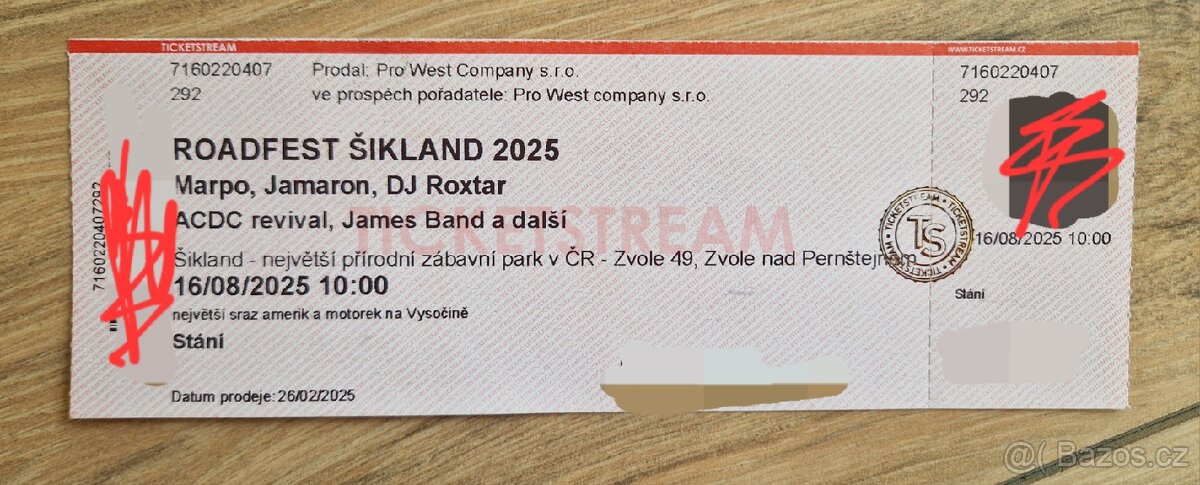 TICKETSTREAM
WWW.TICKETSTREAM.CZ
7160220407
Prodal: Pro West Company s.r.o.
292
ve prospěch pořadatele: Pro West company s.r.o.
ROADFEST ŠIKLAND 2025
Marpo, Jamaron, DJ Roxtar
ACDC revival, James Band a další
TICKETSTREAM
Šikland - největší přírodní zábavní park v ČR - Zvole 49, Zvole nad Pernštejnem
16/08/2025 10:00
největší sraz amerik a motorek na Vysočině
Stání
Datum prodeje: 26/02/2025
7160220407292
TICKETSTREAM • TICKETSTREAM •
TS
7160220407
292
16/08/2025 10:00
Stání
@( Bazos.cz